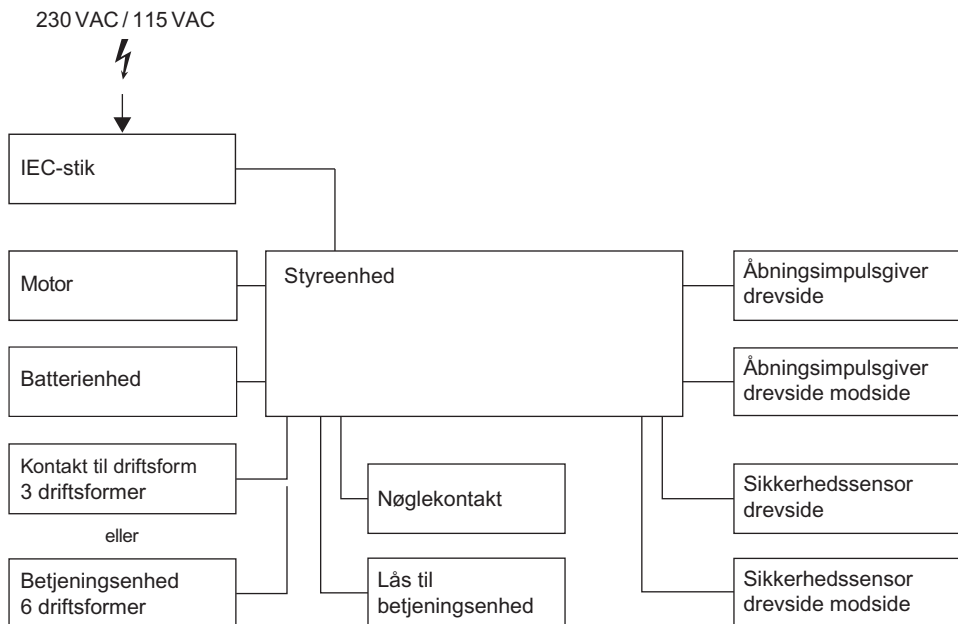 230 VAC / 115 VAC
IEC-stik
Motor
Styreenhed
Åbningsimpulsgiver
drevside
Batterienhed
Åbningsimpulsgiver
drevside modside
Kontakt til driftsform
3 driftsformer
Nøglekontakt
Sikkerhedssensor
drevside
eller
Betjeningsenhed
6 driftsformer
Lås til
betjeningsenhed
Sikkerhedssensor
drevside modside